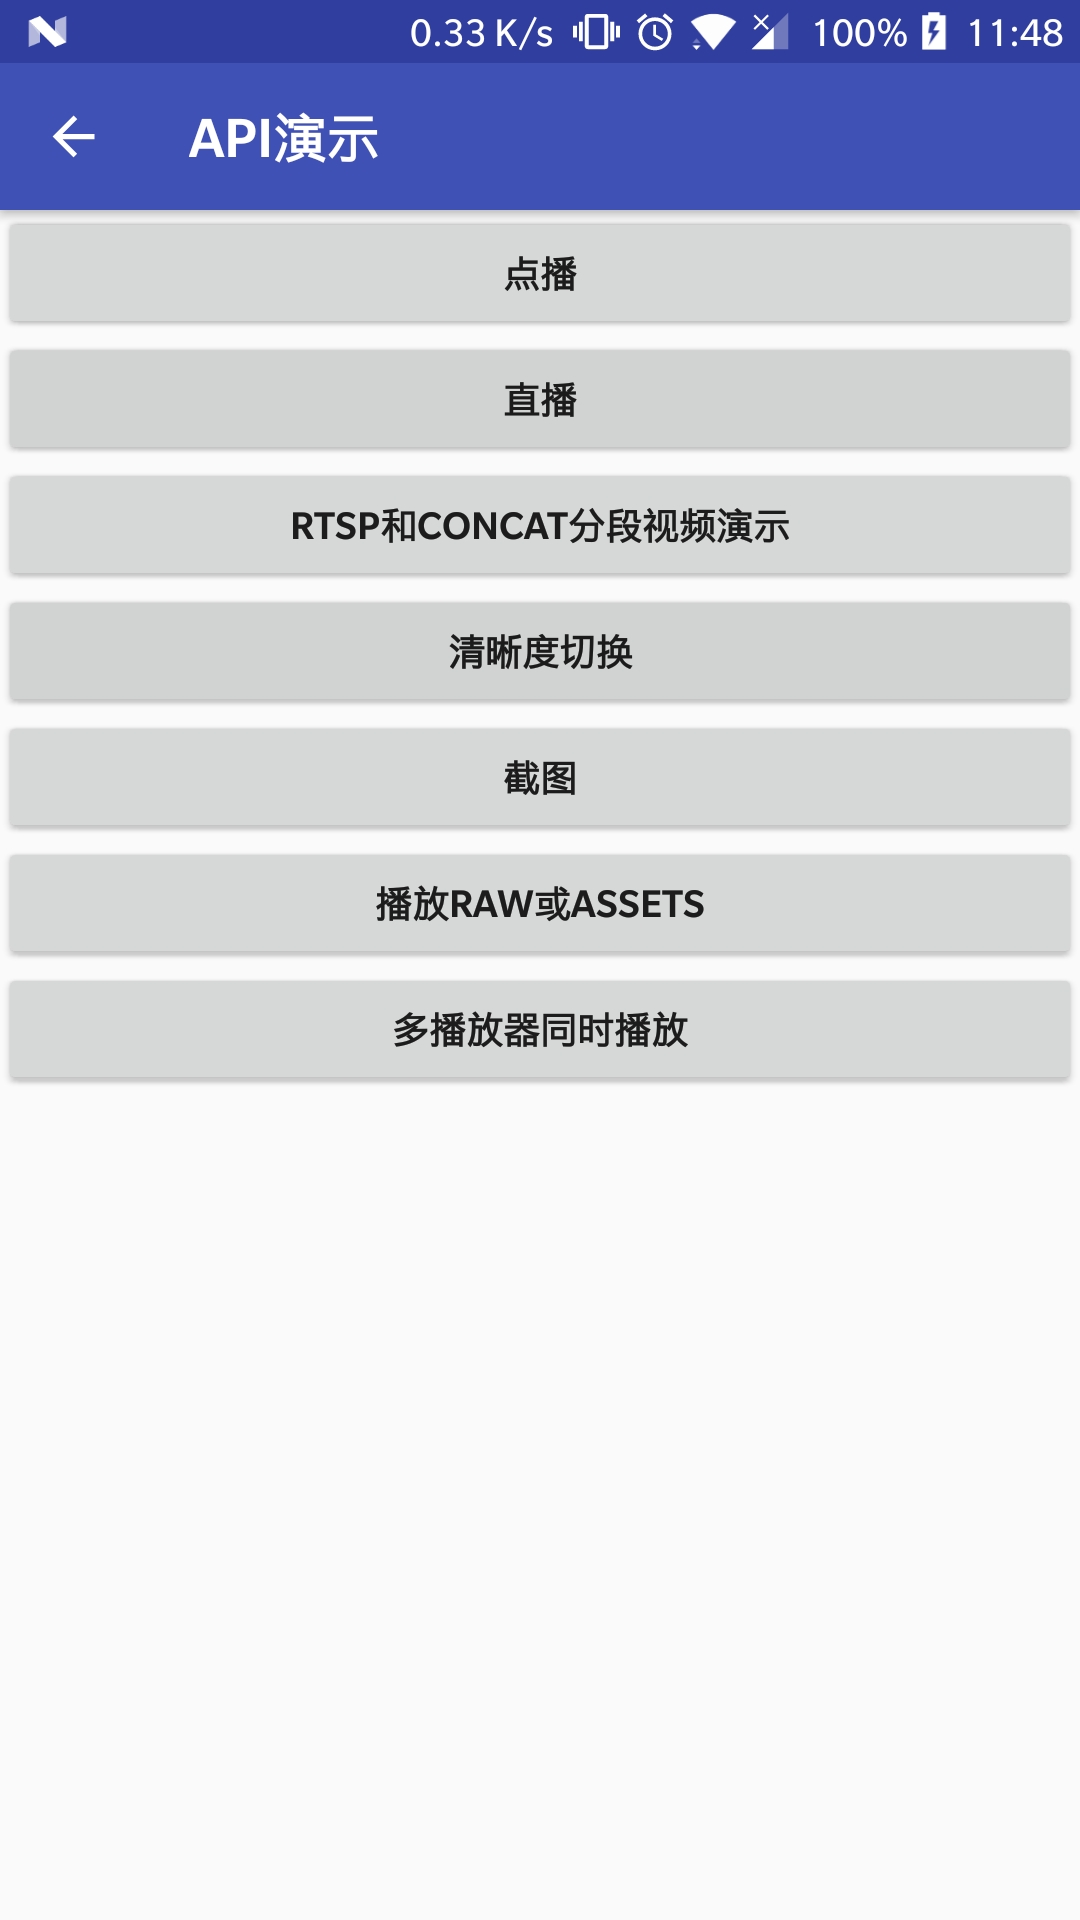 0.33 K/s 100% 11:48
API演示
点播
直播
RTSP和CONCAT分段视频演示
清晰度切换
截图
播放RAW或ASSETS
多播放器同时播放